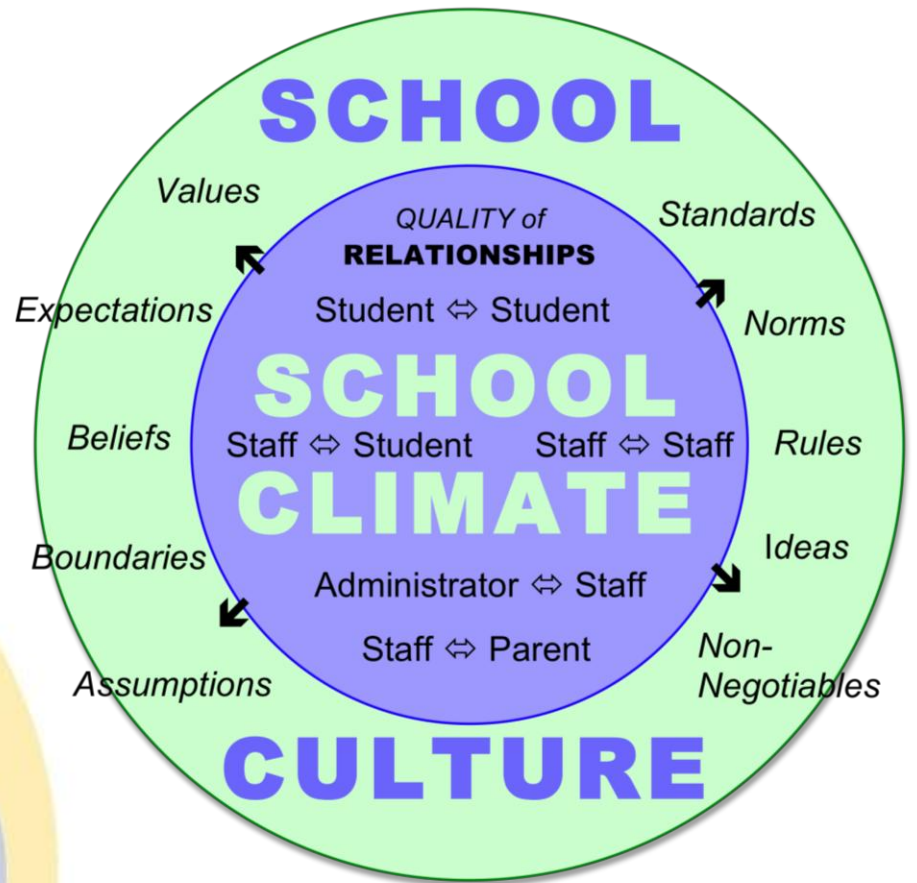 SCHOOL
Values
Standards
Expectations
Norms
Beliefs
Rules
Boundaries
Ideas
Assumptions
Non-
Negotiables
QUALITY of
RELATIONSHIPS
Student ⬄ Student
SCHOOL
Staff ⬄ Student
Staff ⬄ Staff
CLIMATE
Administrator ⬄ Staff
Staff ⬄ Parent
CULTURE